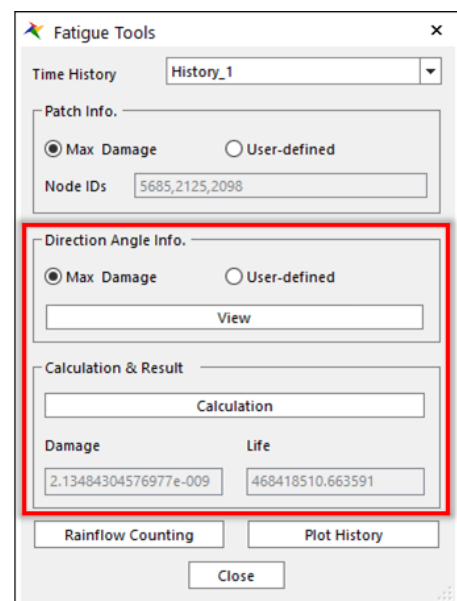 Fatigue Tools
Time History History_1
Patch Info.
Max Damage User-defined
Node IDs 5685,2125,2098
Direction Angle Info.
Max Damage User-defined
View
Calculation & Result
Calculation
Damage Life
2.13484304576977e-009 468418510.663591
Rainflow Counting Plot History
Close